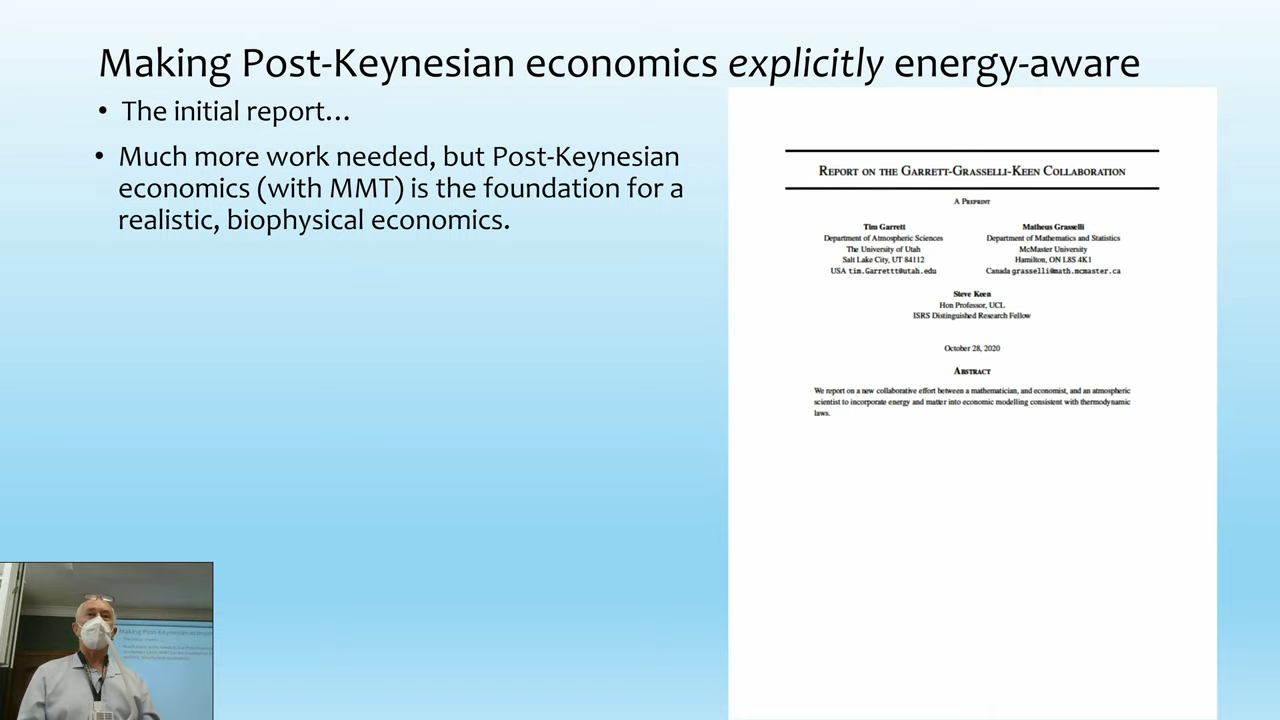 Making Post-Keynesian economics explicitly energy-aware
• The initial report…
• Much more work needed, but Post-Keynesian
economics (with MMT) is the foundation for a
realistic, biophysical economics.
REPORT ON THE GARRETT-GRASSELLI-KEEN COLLABORATION
A PREPRINT
Tim Garrett
Department of Atmospheric Sciences
The University of Utah
Salt Lake City, UT 84112
USA tim.Garrettt@utah.edu
Matheus Grasselli
Department of Mathematics and Statistics
McMaster University
Hamilton, ON L8S 4K1
Canada grasselli@math.mcmaster.ca
Steve Keen
Hon Professor, UCL
ISRS Distinguished Research Fellow
October 28, 2020
ABSTRACT
We report on a new collaborative effort between a mathematician, and economist, and an atmospheric
scientist to incorporate energy and matter into economic modelling consistent with thermodynamic
laws.
Making Post-Keynesian econom